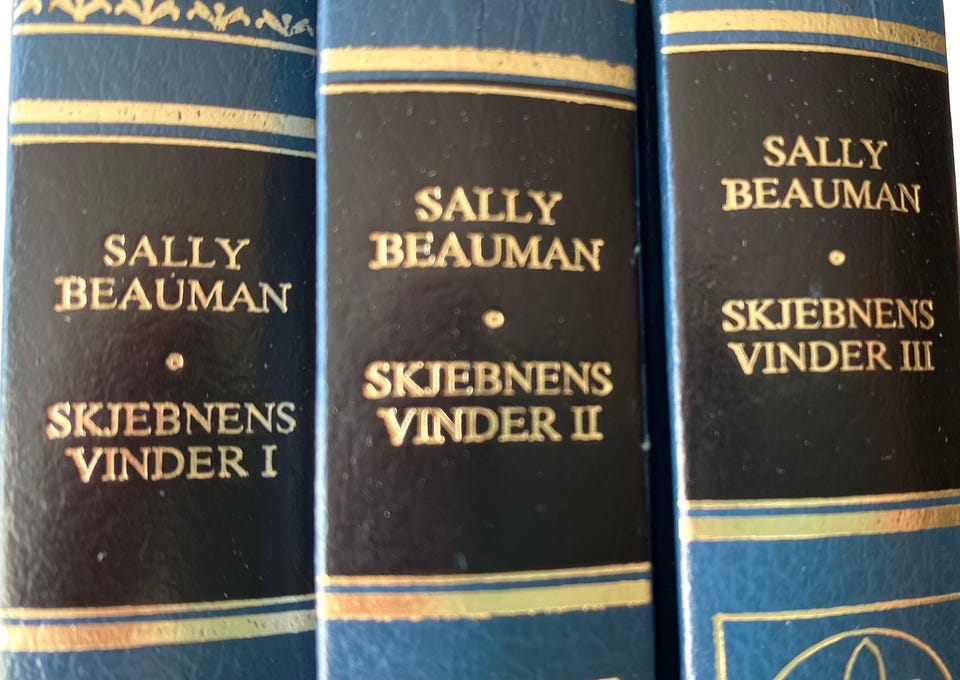 SALLY
BEAUMAN
SKJEBNENS
VINDER I
SALLY
BEAUMAN
SKJEBNENS
VINDER II
SALLY
BEAUMAN
SKJEBNENS
VINDER III